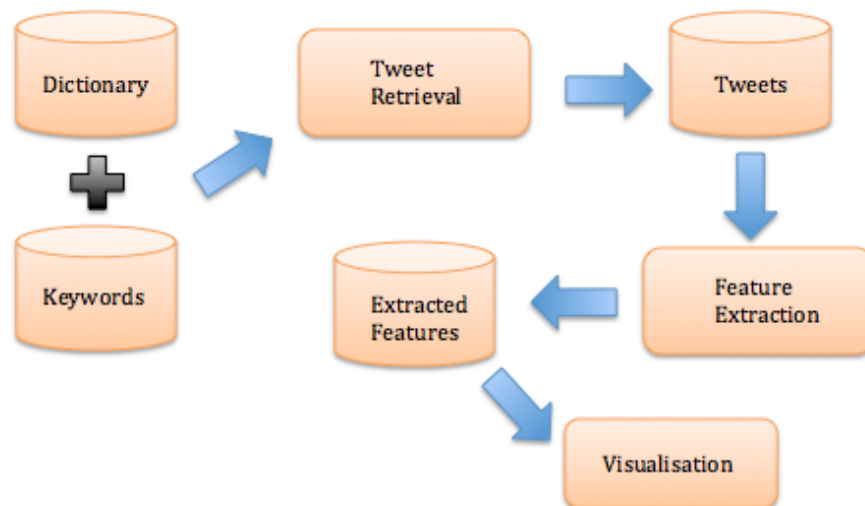 Dictionary
Tweet
Retrieval
Tweets
Keywords
Extracted
Features
Feature
Extraction
Visualisation